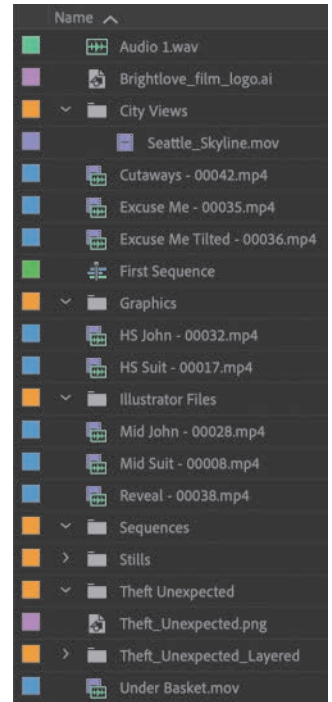 Name
Audio 1.wav
Brightlove_film_logo.ai
City Views
Seattle_Skyline.mov
Cutaways - 00042.mp4
Excuse Me - 00035.mp4
Excuse Me Tilted - 00036.mp4
First Sequence
Graphics
HS John - 00032.mp4
HS Suit - 00017.mp4
Illustrator Files
Mid John - 00028.mp4
Mid Suit - 00008.mp4
Reveal - 00038.mp4
Sequences
Stills
Theft Unexpected
Theft_Unexpected.png
Theft_Unexpected_Layered
Under Basket.mov